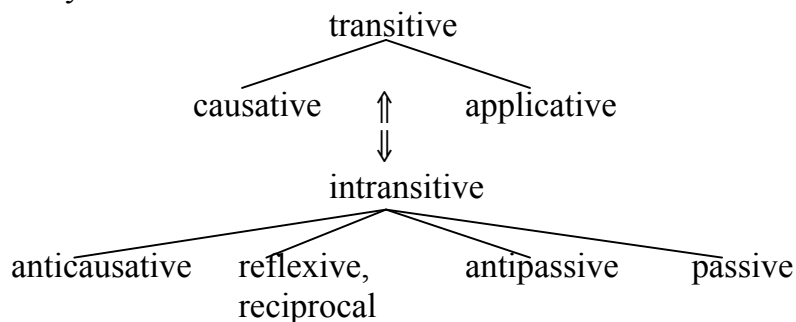 transitive
causative ⇑ applicative
⇓
intransitive
anticausative reflexive, antipassive passive
reciprocal